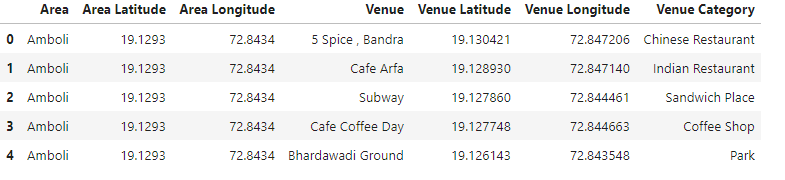 Area Area Latitude Area Longitude Venue Venue Latitude Venue Longitude Venue Category
0 Amboli 19.1293 72.8434 5 Spice , Bandra 19.130421 72.847206 Chinese Restaurant
1 Amboli 19.1293 72.8434 Cafe Arfa 19.128930 72.847140 Indian Restaurant
2 Amboli 19.1293 72.8434 Subway 19.127860 72.844461 Sandwich Place
3 Amboli 19.1293 72.8434 Cafe Coffee Day 19.127748 72.844663 Coffee Shop
4 Amboli 19.1293 72.8434 Bhardawadi Ground 19.126143 72.843548 Park